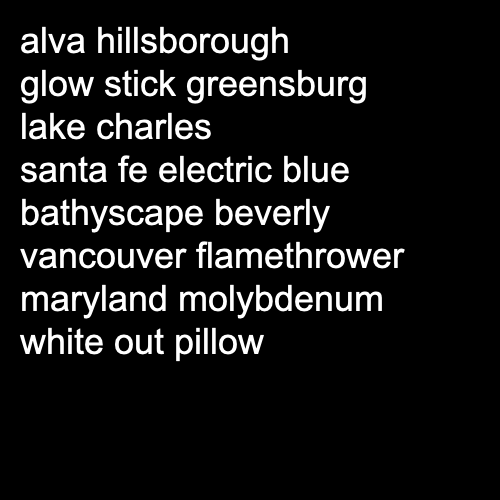 alva hillsborough
glow stick greensburg
lake charles
santa fe electric blue
bathyscape beverly
vancouver flamethrower
maryland molybdenum
white out pillow